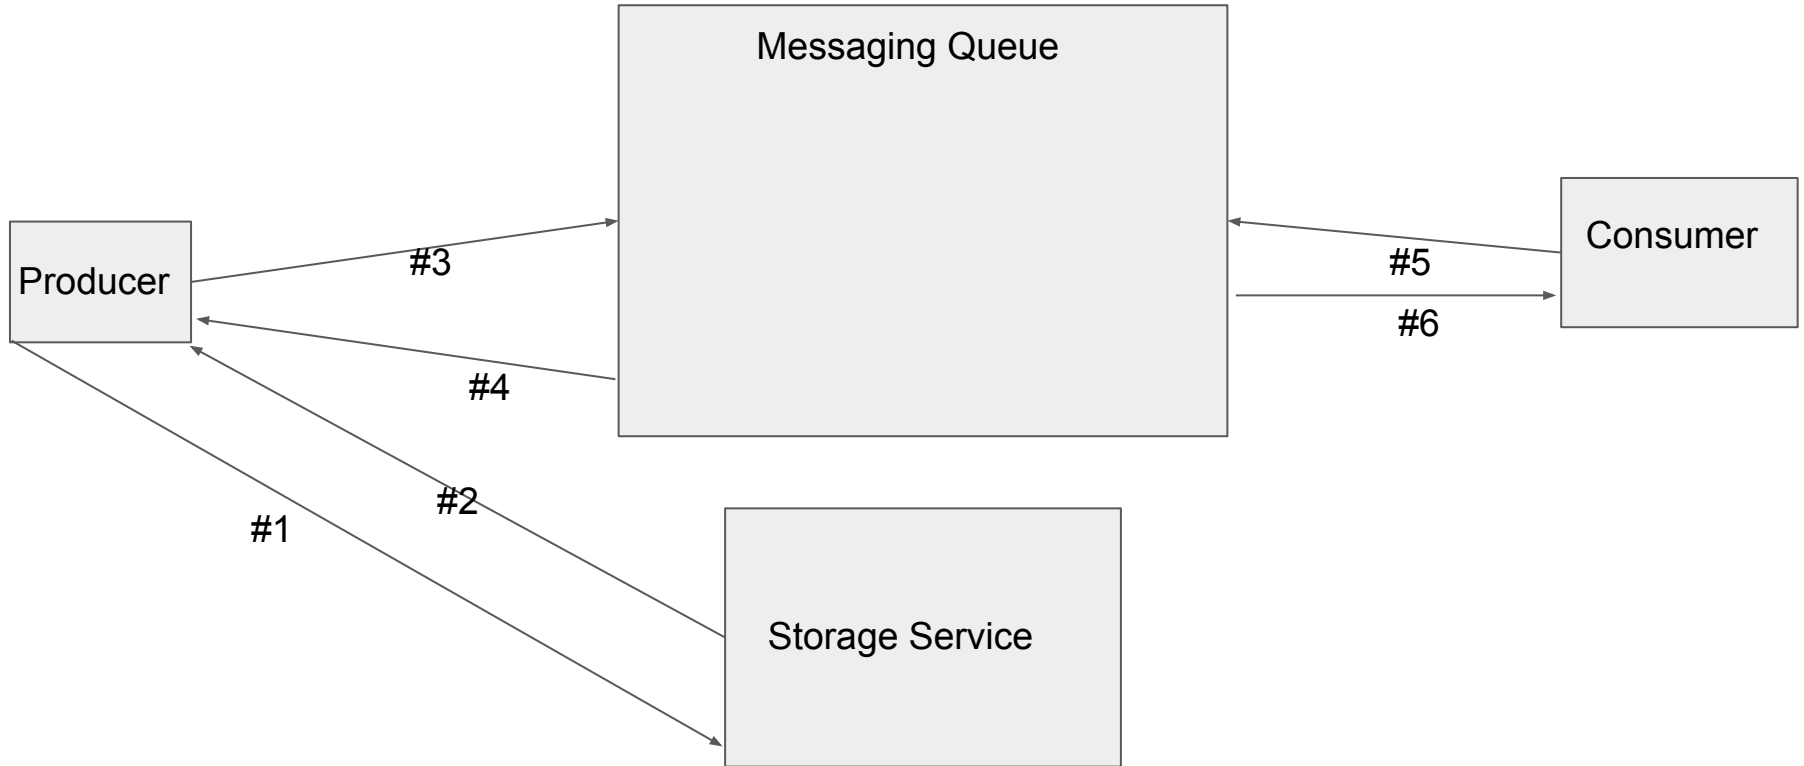 Messaging Queue
Consumer
#3
#5
Producer
#6
#4
#2
#1
Storage Service